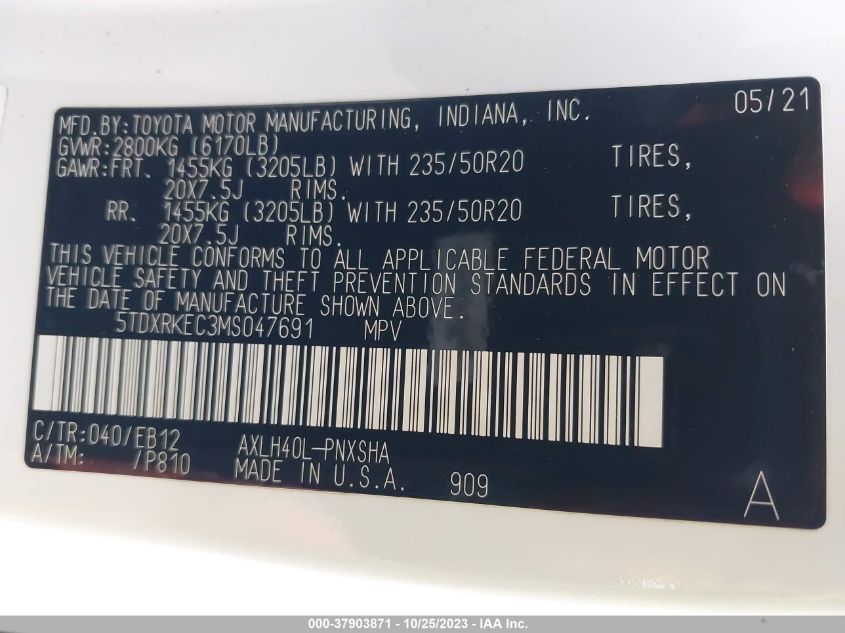 05/21
MFD.BY:TOYOTA MOTOR MANUFACTURING, INDIANA, INC.
GVWR:2800KG (6170LB)
GAWR:FRT. 1455KG (3205LB) WITH 235/50R20 TIRES,
20X7.5J RIMS.
RR. 1455KG (3205LB) WITH 235/50R20 TIRES,
20X7.5J RIMS.
THIS VEHICLE CONFORMS TO ALL APPLICABLE FEDERAL MOTOR
VEHICLE SAFETY AND THEFT PREVENTION STANDARDS IN EFFECT ON
THE DATE OF MANUFACTURE SHOWN ABOVE.
5TDXRKEC3MS047691 MPV
C/TR:040/EB12 AXLH40L-PNXSHA
A/TM: /P810 MADE IN U.S.A. 909
A
000-37903871 - 10/25/2023 - IAA Inc.